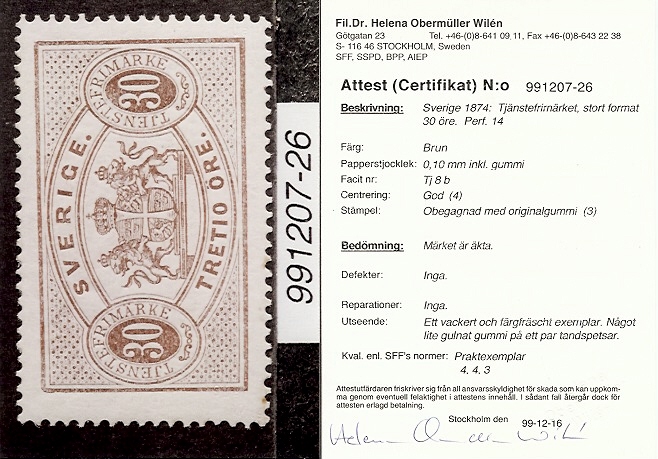 TJENSTEFRIMÄRKE
30
SVERIGE.
TRETIO ÖRE.
30
TJENSTEFRIMÄRKE
991207-26
Fil.Dr. Helena Obermüller Wilén
Götgatan 23 Tel. +46-(0)8-641 09 11, Fax +46-(0)8-643 22 38
S- 116 46 STOCKHOLM, Sweden
SFF, SSPD, BPP, AIEP
Attest (Certifikat) N:o 991207-26
Beskrivning: Sverige 1874: Tjänstefrimärket, stort format
30 öre. Perf. 14
Färg: Brun
Papperstjocklek: 0,10 mm inkl. gummi
Facit nr: Tj 8 b
Centrering: God (4)
Stämpel: Obegagnad med originalgummi (3)
Bedömning: Märket är äkta.
Defekter: Inga.
Reparationer: Inga.
Utseende: Ett vackert och färgfräscht exemplar. Något
lite gulnat gummi på ett par tandspetsar.
Kval. enl. SFF's normer: Praktexemplar
4, 4, 3
Attestutfärdaren friskriver sig från all ansvarsskyldighet för skada som kan uppkom-
ma genom eventuell felaktighet i attestens innehåll. I sådant fall återgår dock för
attesten erlagd betalning.
Stockholm den 99-12-16
Helena Obermüller Wilén